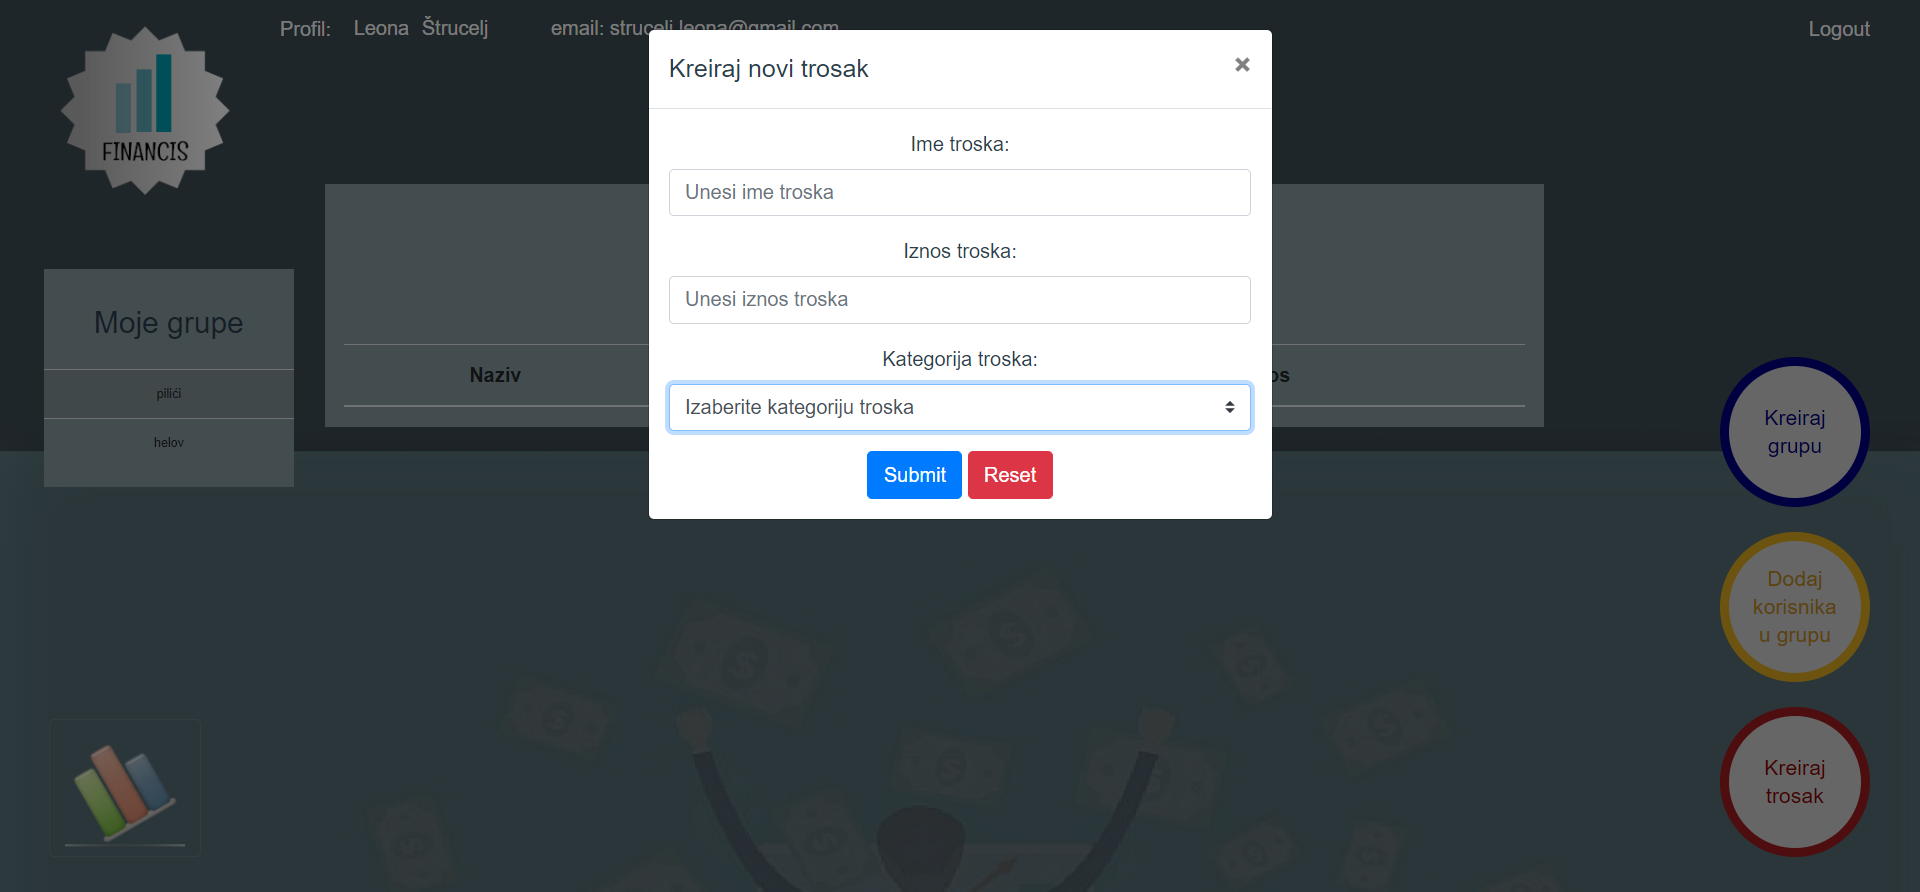 Profil: Leona Štrucelj email: strucelj.leona@gmail.com Logout
FINANCIS
Kreiraj novi trosak ×
Ime troska:
Unesi ime troska
Iznos troska:
Unesi iznos troska
Kategorija troska:
Izaberite kategoriju troska
Submit Reset
Moje grupe
pilići
helov
Naziv os
Kreiraj
grupu
Dodaj
korisnika
u grupu
Kreiraj
trosak